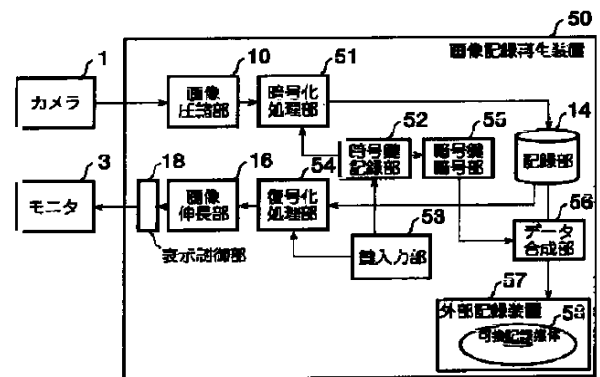 50
画像記録再生装置
1
カメラ
10
画像
圧縮部
51
暗号化
処理部
52
符号鍵
記録部
55
暗号鍵
暗号部
14
記録部
3
モニタ
18
表示制御部
16
画像
伸長部
54
復号化
処理部
53
鍵入力部
56
データ
合成部
57
外部記録装置
58
可換記録媒体